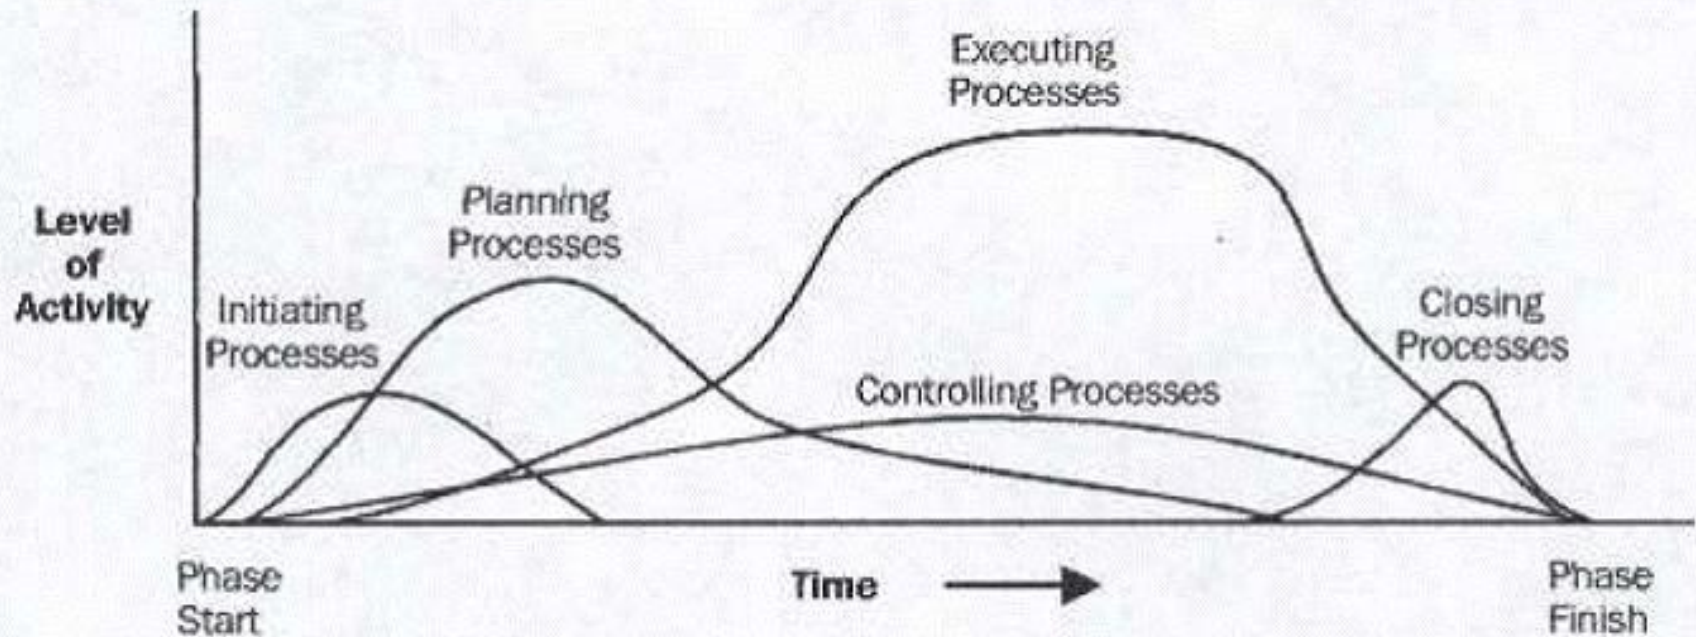 Executing
Processes
Planning
Processes
Level
of
Activity
Initiating
Processes
Closing
Processes
Controlling Processes
Phase
Start
Time
Phase
Finish